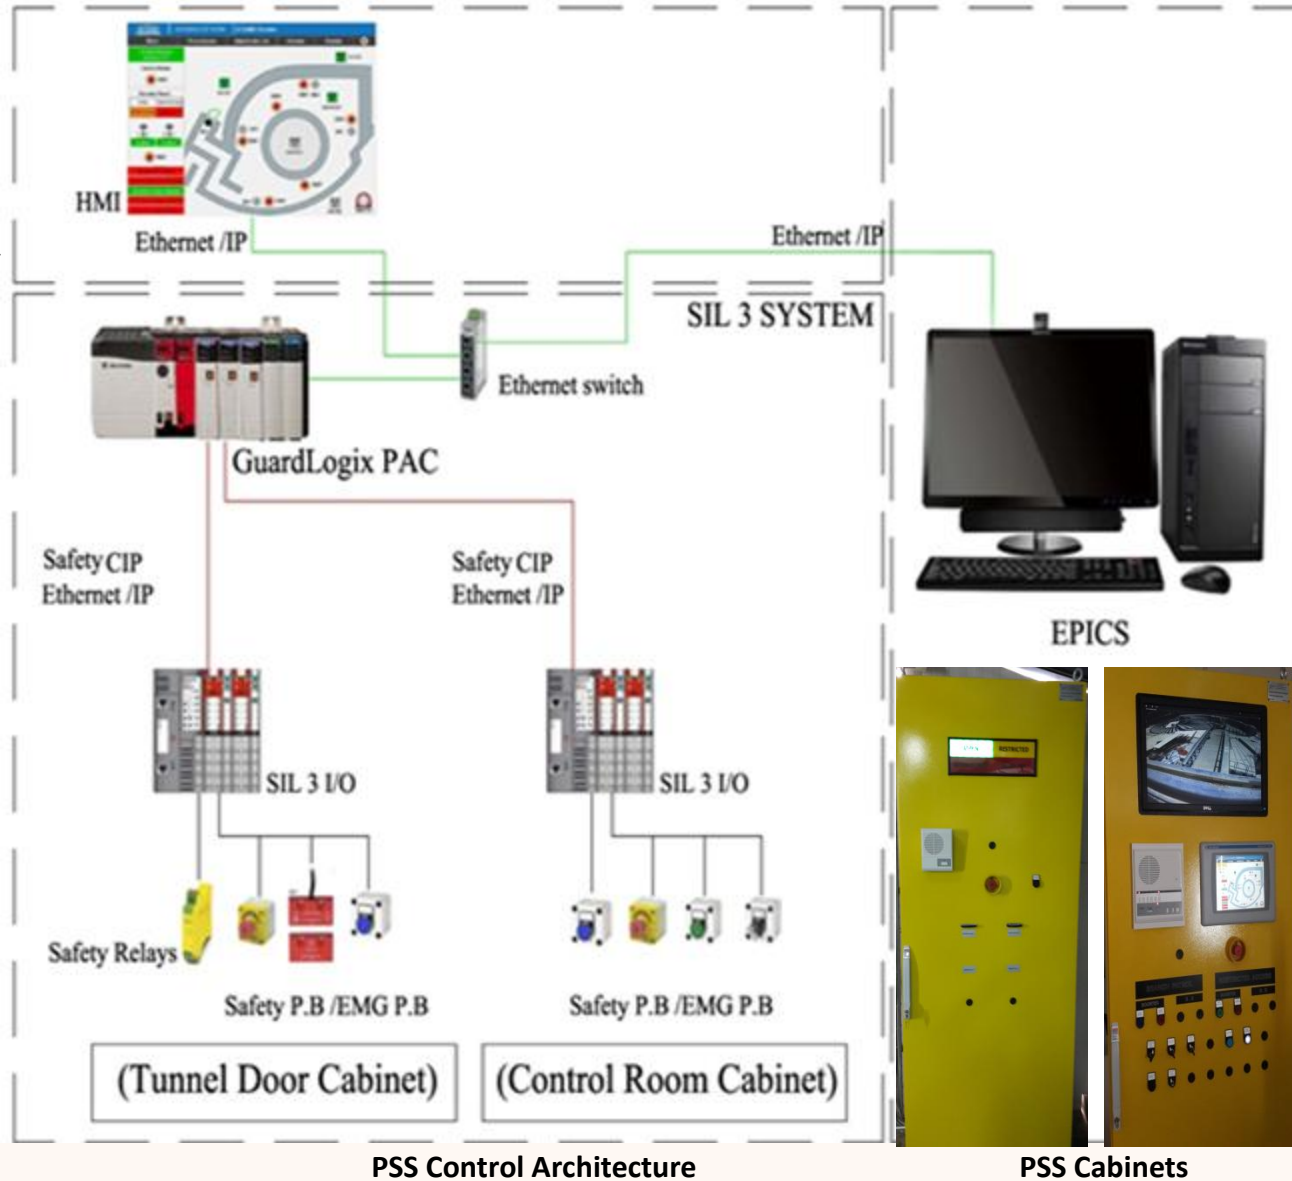 HMI
Ethernet /IP
Ethernet /IP
SIL 3 SYSTEM
Ethernet switch
GuardLogix PAC
Safety CIP
Ethernet /IP
Safety CIP
Ethernet /IP
EPICS
SIL 3 I/O
SIL 3 I/O
RESTRICTED
Safety Relays
Safety P.B /EMG P.B
Safety P.B /EMG P.B
(Tunnel Door Cabinet)
(Control Room Cabinet)
PSS Control Architecture
PSS Cabinets